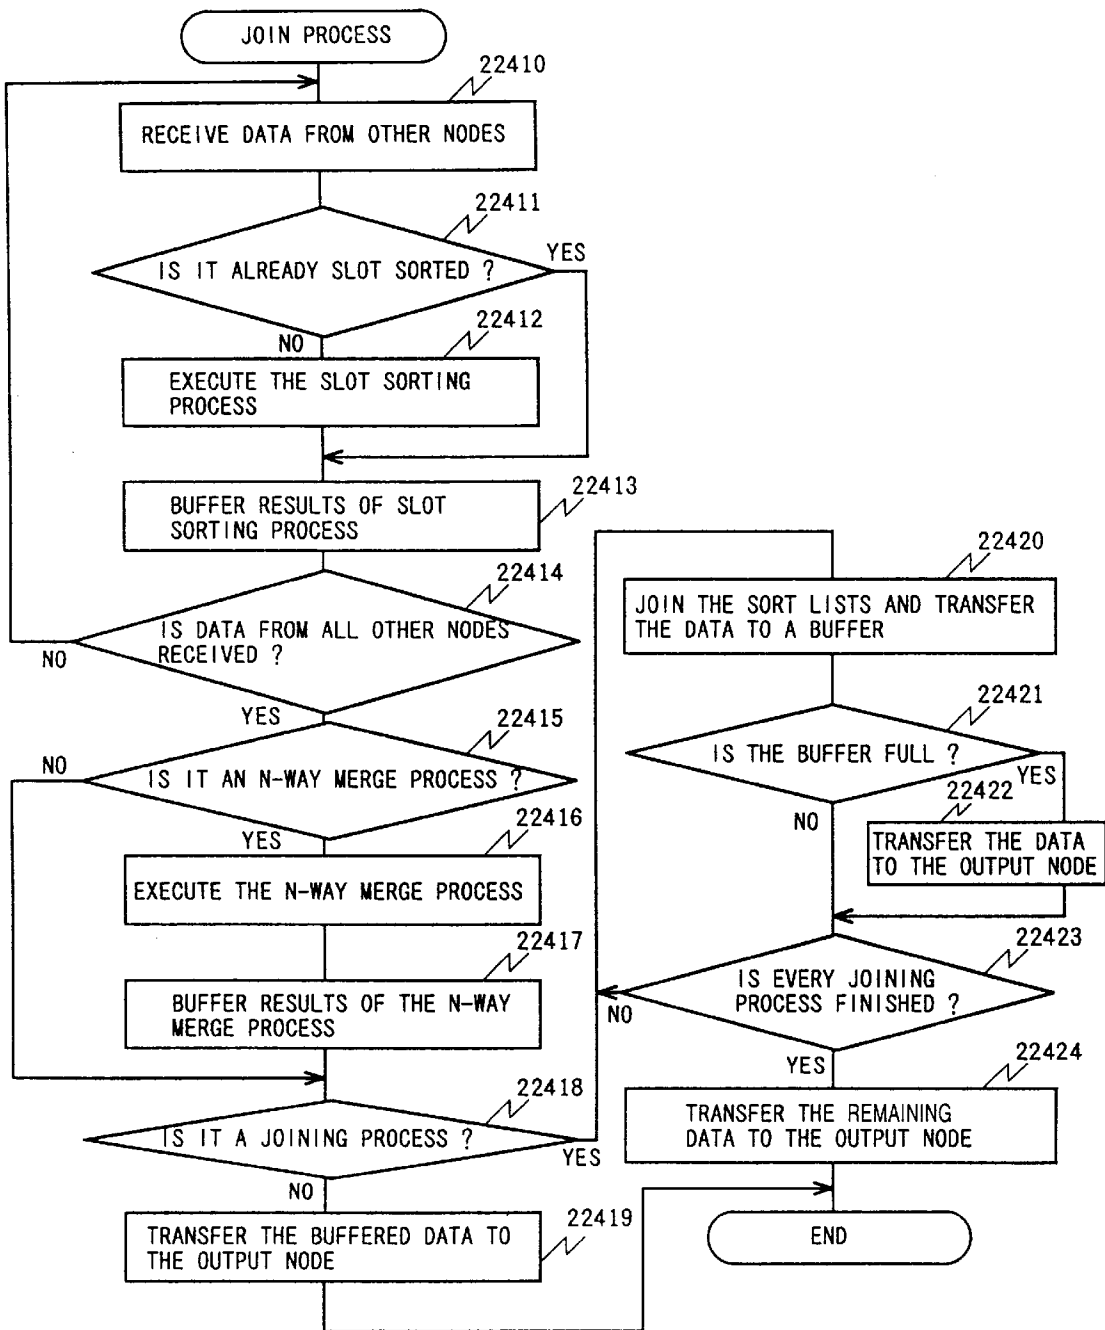 JOIN PROCESS
22410
RECEIVE DATA FROM OTHER NODES
22411
IS IT ALREADY SLOT SORTED ?
YES
NO
22412
EXECUTE THE SLOT SORTING
PROCESS
22413
BUFFER RESULTS OF SLOT
SORTING PROCESS
22414
IS DATA FROM ALL OTHER NODES
RECEIVED ?
NO
YES
22415
IS IT AN N-WAY MERGE PROCESS ?
NO
YES
22416
EXECUTE THE N-WAY MERGE PROCESS
22417
BUFFER RESULTS OF THE N-WAY
MERGE PROCESS
22418
IS IT A JOINING PROCESS ?
YES
NO
22419
TRANSFER THE BUFFERED DATA TO
THE OUTPUT NODE
22420
JOIN THE SORT LISTS AND TRANSFER
THE DATA TO A BUFFER
22421
IS THE BUFFER FULL ?
YES
NO
22422
TRANSFER THE DATA
TO THE OUTPUT NODE
22423
IS EVERY JOINING
PROCESS FINISHED ?
NO
YES
22424
TRANSFER THE REMAINING
DATA TO THE OUTPUT NODE
END